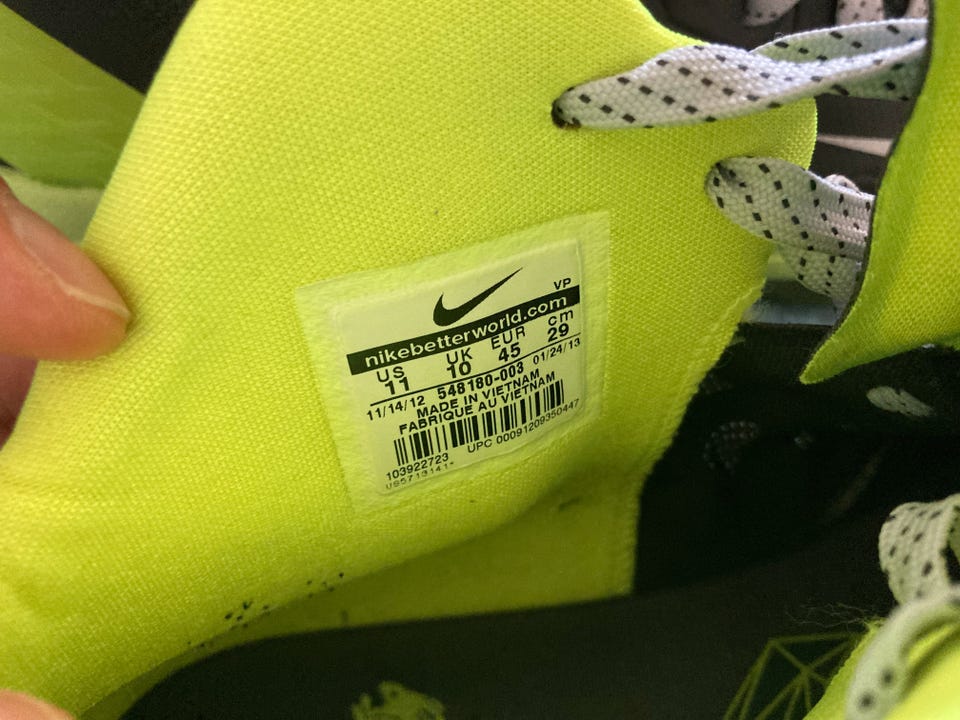 VP
nikebetterworld.com
US UK EUR cm
11 10 45 29
11/14/12 548180-003 01/24/13
MADE IN VIETNAM
FABRIQUE AU VIETNAM
103922723 UPC 00091209350447